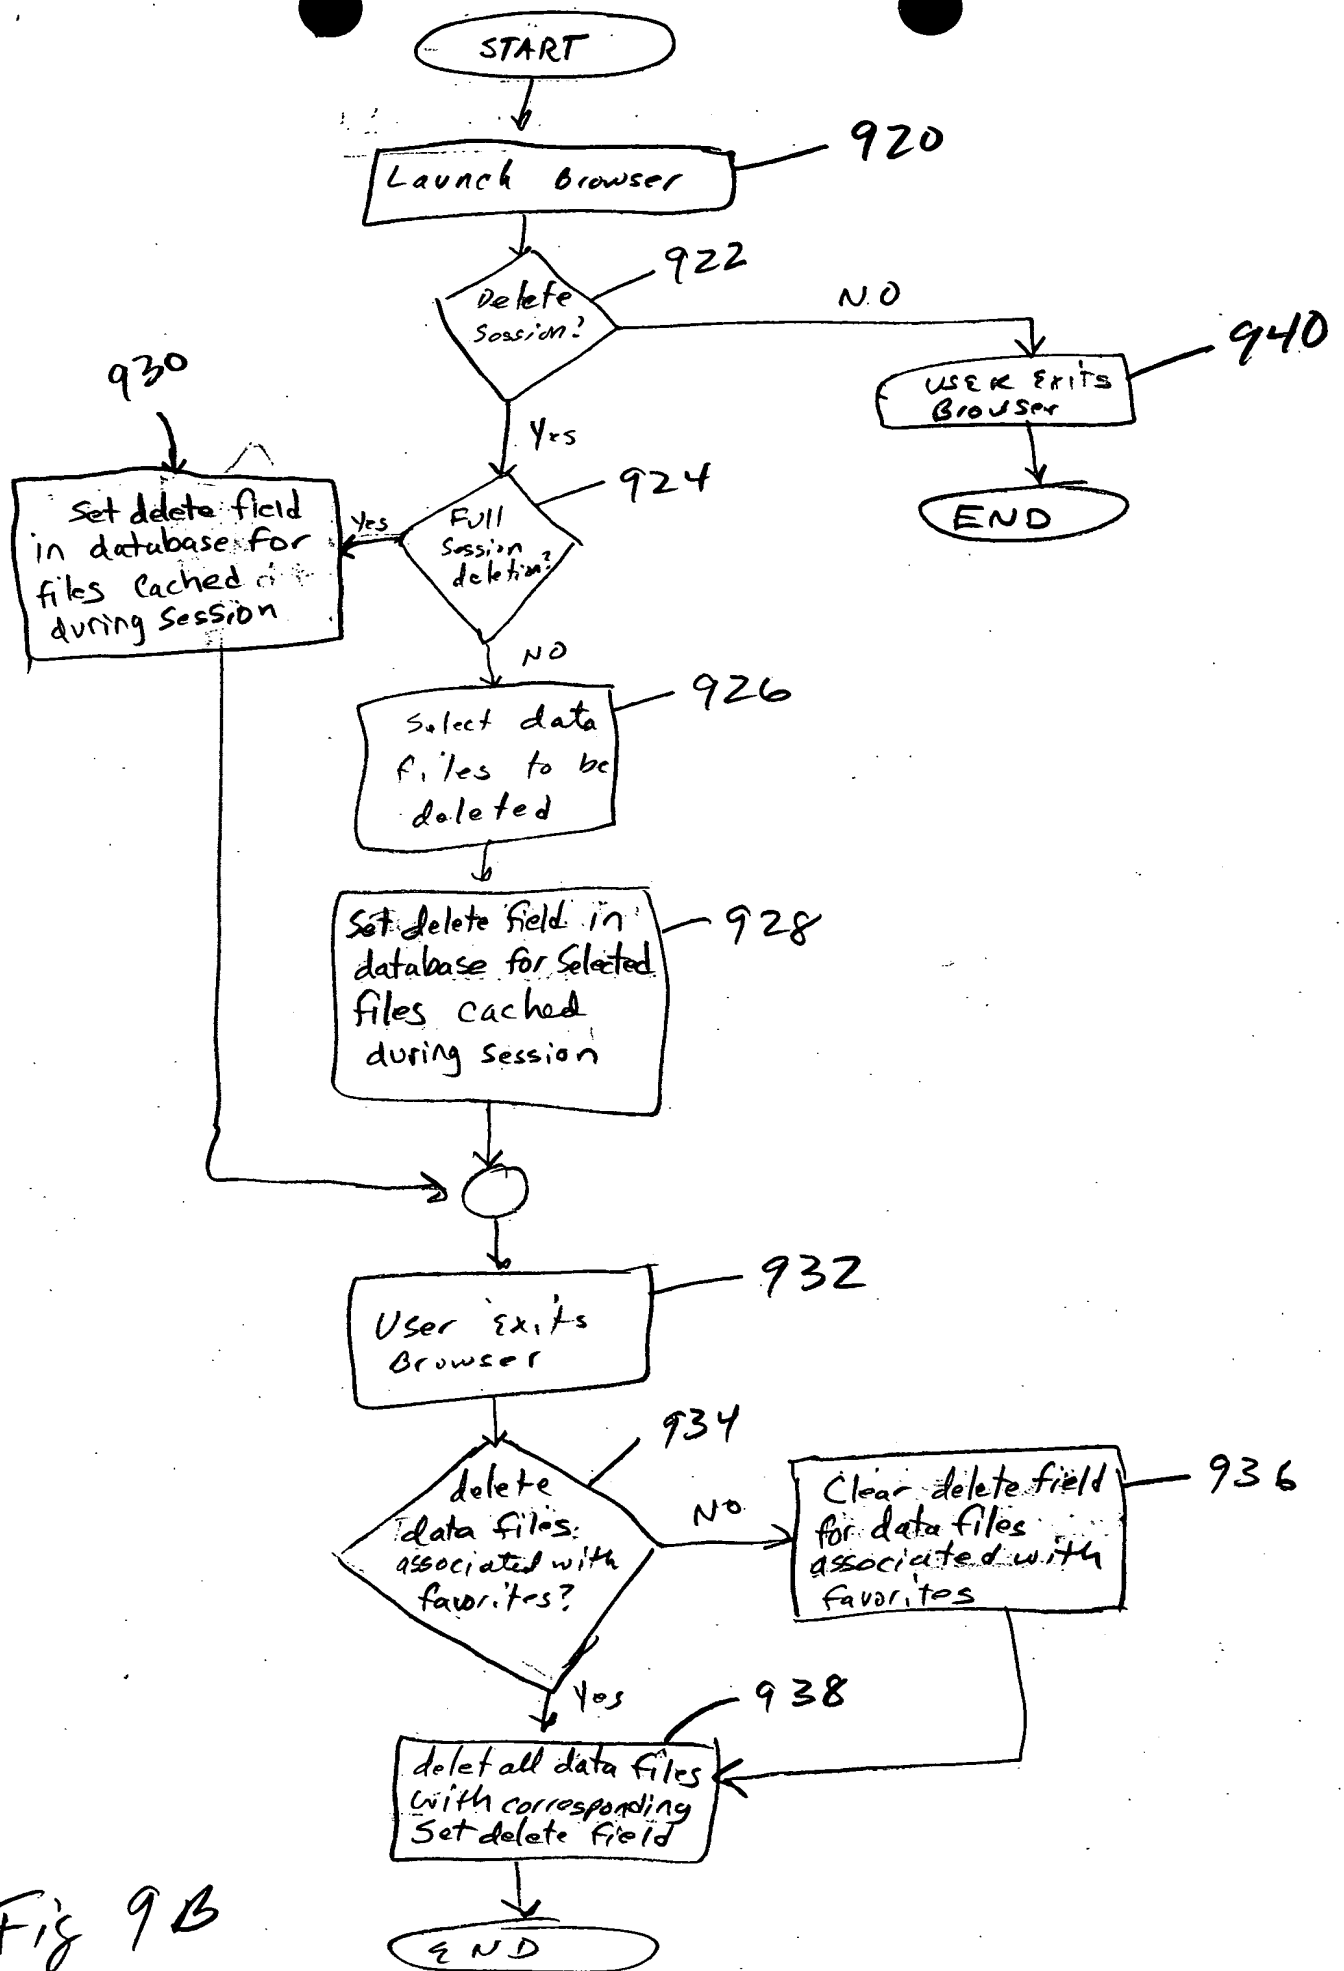 START
920
Launch Browser
922
Delete
Session?
NO
940
USER Exits
Browser
END
Yes
930
924
Set delete field
in database for
files Cached
during Session
Yes
Full
Session
deletion?
NO
926
Select data
files to be
deleted
928
Set delete field in
database for Selected
files cached
during session
932
User Exits
Browser
934
delete
data files
associated with
favorites?
NO
936
Clear delete field
for data files
associated with
favorites
Yes
938
delet all data files
with corresponding
Set delete field
END
Fig 9B